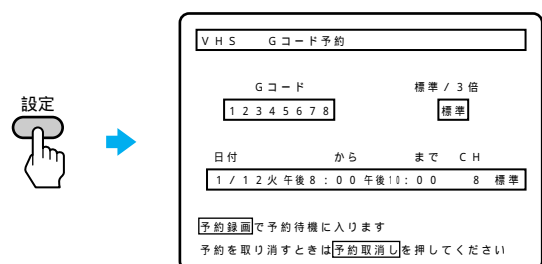 設定
VHS Gコード予約
Gコード 標準/3倍
12345678 標準
日付 から まで CH
1/12火 午後8:00 午後10:00 8 標準
予約録画で予約待機に入ります
予約を取り消すときは予約取消しを押してください